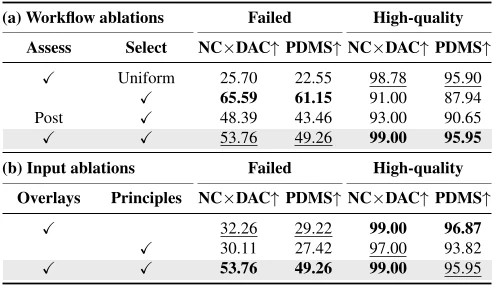 (a) Workflow ablations Failed High-quality
Assess Select NC×DAC↑ PDMS↑ NC×DAC↑ PDMS↑
✓ Uniform 25.70 22.55 98.78 95.90
✓ 65.59 61.15 91.00 87.94
Post ✓ 48.39 43.46 93.00 90.65
✓ ✓ 53.76 49.26 99.00 95.95
(b) Input ablations Failed High-quality
Overlays Principles NC×DAC↑ PDMS↑ NC×DAC↑ PDMS↑
✓ 32.26 29.22 99.00 96.87
✓ 30.11 27.42 97.00 93.82
✓ ✓ 53.76 49.26 99.00 95.95